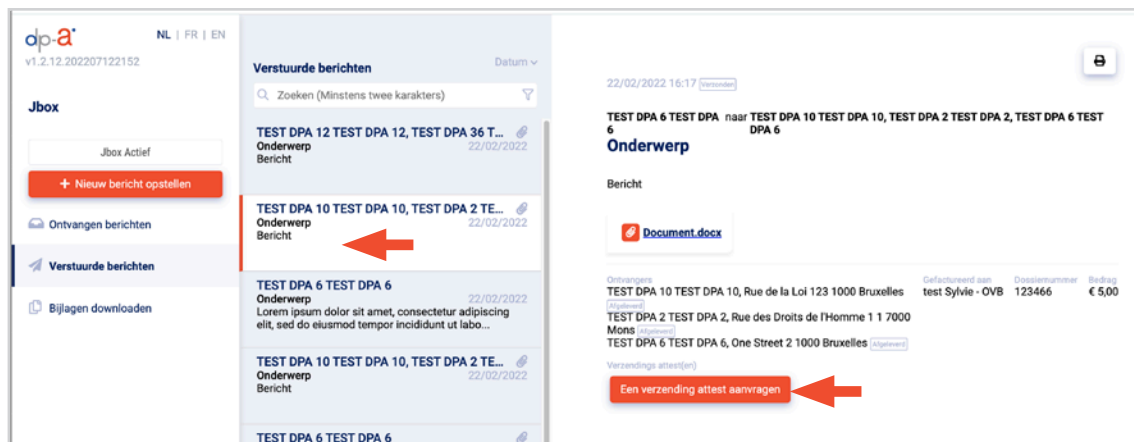 dp-a
NL | FR | EN
v1.2.12.202207122152
Jbox
Jbox Actief
+ Nieuw bericht opstellen
Ontvangen berichten
Verstuurde berichten
Bijlagen downloaden
Verstuurde berichten
Datum
Zoeken (Minstens twee karakters)
TEST DPA 12 TEST DPA 12, TEST DPA 36 T...
Onderwerp 22/02/2022
Bericht
TEST DPA 10 TEST DPA 10, TEST DPA 2 TE...
Onderwerp 22/02/2022
Bericht
TEST DPA 6 TEST DPA 6
Onderwerp 22/02/2022
Lorem ipsum dolor sit amet, consectetur adipiscing
elit, sed do eiusmod tempor incididunt ut labo...
TEST DPA 10 TEST DPA 10, TEST DPA 2 TE...
Onderwerp 22/02/2022
Bericht
TEST DPA 6 TEST DPA 6
22/02/2022 16:17 Verzonden
TEST DPA 6 TEST DPA naar TEST DPA 10 TEST DPA 10, TEST DPA 2 TEST DPA 2, TEST DPA 6 TEST
6 DPA 6
Onderwerp
Bericht
Document.docx
Ontvangers Gefactureerd aan Dossiernummer Bedrag
TEST DPA 10 TEST DPA 10, Rue de la Loi 123 1000 Bruxelles test Sylvie - OVB 123466 € 5,00
Afgeleverd
TEST DPA 2 TEST DPA 2, Rue des Droits de l'Homme 1 1 7000
Mons Afgeleverd
TEST DPA 6 TEST DPA 6, One Street 2 1000 Bruxelles Afgeleverd
Verzendings attest(en)
Een verzending attest aanvragen